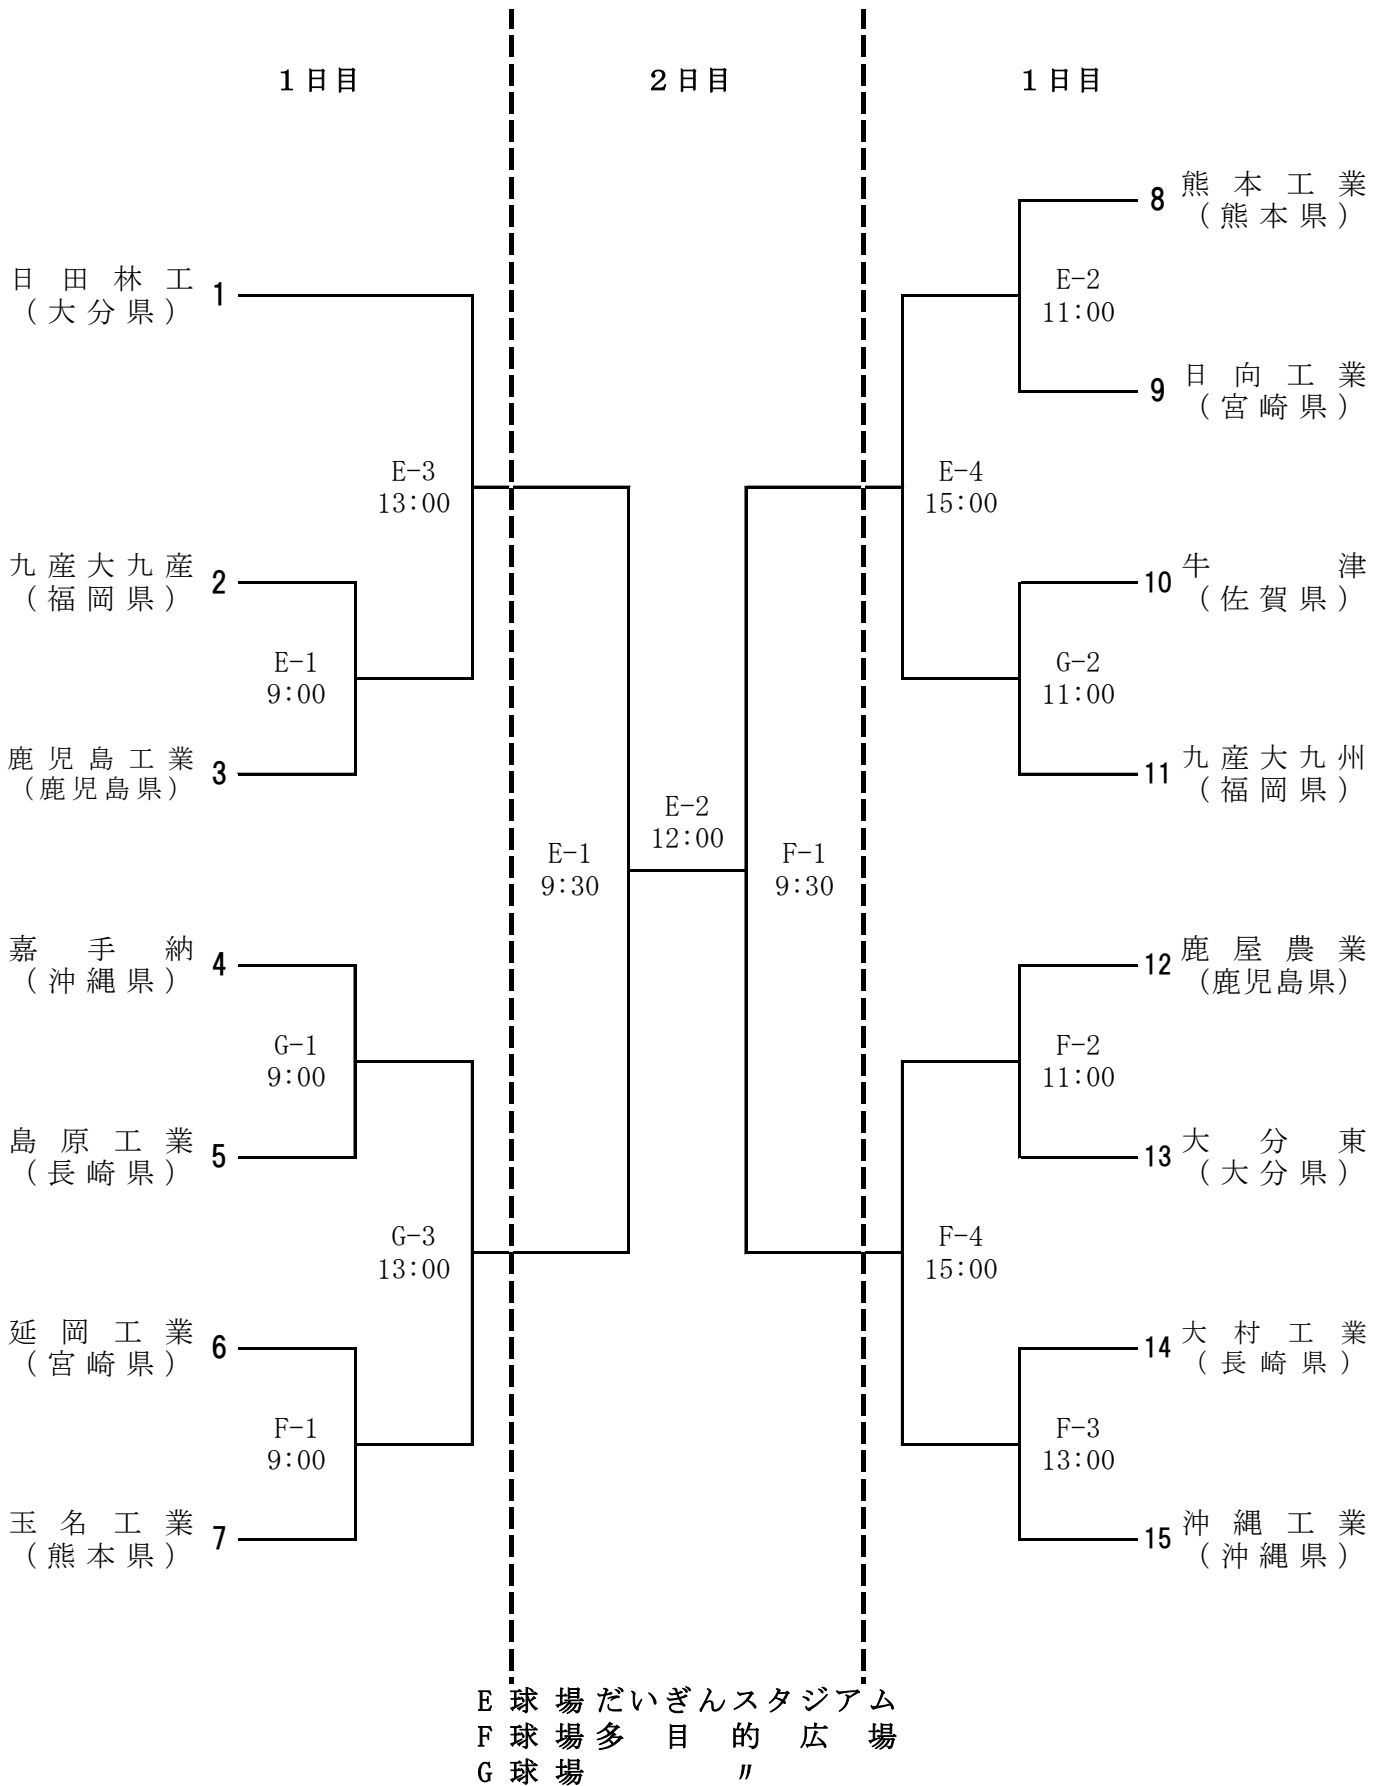 1日目
2日目
1日目
日田林工
(大分県)
1
E-3
13:00
九産大九産
(福岡県)
2
E-1
9:00
鹿児島工業
(鹿児島県)
3
嘉手納
(沖縄県)
4
G-1
9:00
島原工業
(長崎県)
5
G-3
13:00
延岡工業
(宮崎県)
6
F-1
9:00
玉名工業
(熊本県)
7
E-1
9:30
E-2
12:00
F-1
9:30
8
熊本工業
(熊本県)
E-2
11:00
9
日向工業
(宮崎県)
E-4
15:00
10
牛津
(佐賀県)
G-2
11:00
11
九産大九州
(福岡県)
12
鹿屋農業
(鹿児島県)
F-2
11:00
13
大分東
(大分県)
F-4
15:00
14
大村工業
(長崎県)
F-3
13:00
15
沖縄工業
(沖縄県)
E球場だいぎんスタジアム
F球場多目的広場
G球場 〃